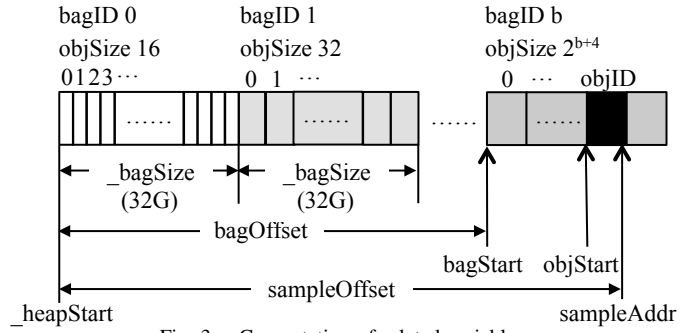 bagID 0 bagID 1 bagID b
objSize 16 objSize 32 objSize 2^{b+4}
0123 ··· 0 1 ··· 0 ··· objID
······ ······ ······ ······
_bagSize _bagSize
(32G) (32G)
bagOffset
bagStart objStart
sampleOffset
_heapStart sampleAddr